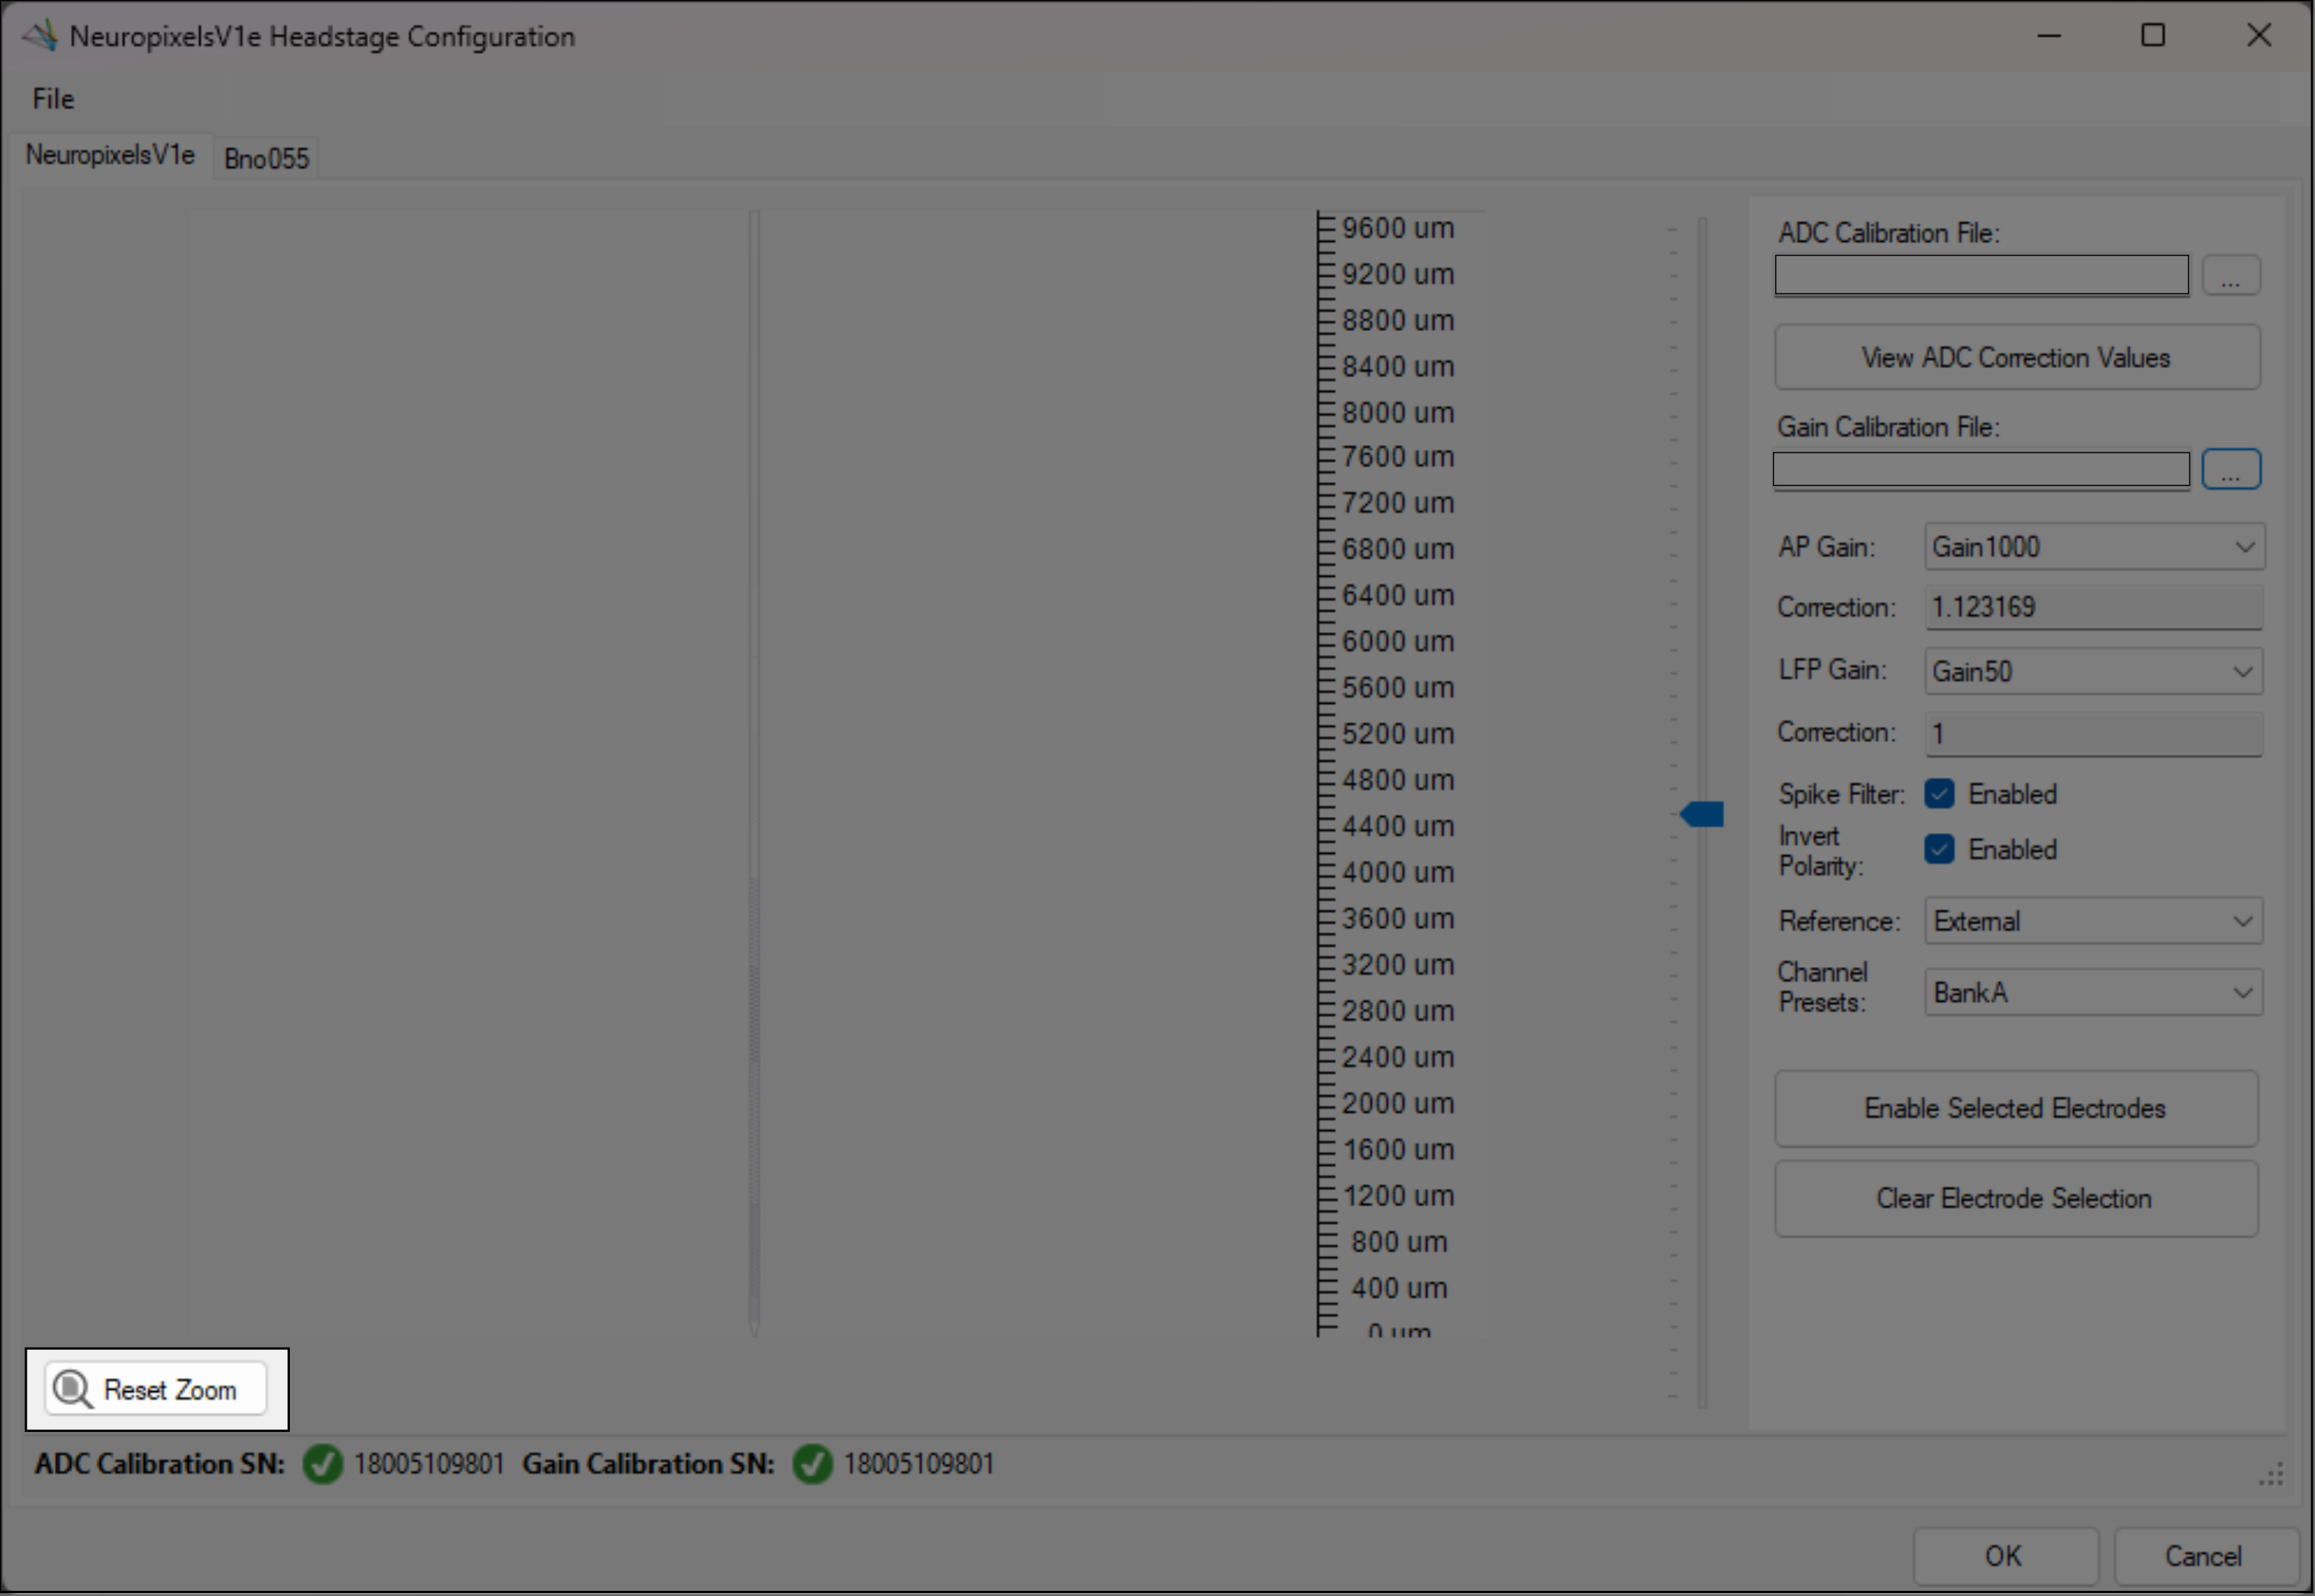 NeuropixelsV1e Headstage Configuration
File
NeuropixelsV1e
Bno055
9600 um
9200 um
8800 um
8400 um
8000 um
7600 um
7200 um
6800 um
6400 um
6000 um
5600 um
5200 um
4800 um
4400 um
4000 um
3600 um
3200 um
2800 um
2400 um
2000 um
1600 um
1200 um
800 um
400 um
0 um
ADC Calibration File:
...
View ADC Correction Values
Gain Calibration File:
...
AP Gain: Gain1000
Correction: 1.123169
LFP Gain: Gain50
Correction: 1
Spike Filter: Enabled
Invert
Polarity: Enabled
Reference: External
Channel
Presets: BankA
Enable Selected Electrodes
Clear Electrode Selection
Reset Zoom
ADC Calibration SN: 18005109801 Gain Calibration SN: 18005109801
OK Cancel